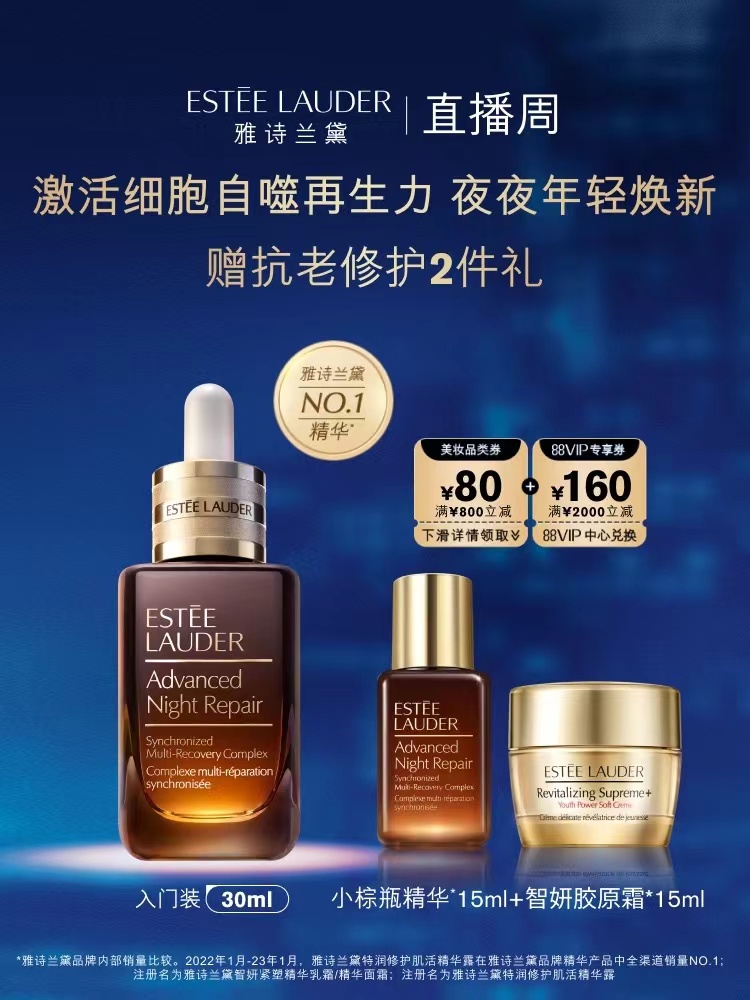 ESTĒE LAUDER
雅诗兰黛
直播周
激活细胞自噬再生力 夜夜年轻焕新
赠抗老修护2件礼
雅诗兰黛
NO.1
精华*
美妆品类券
¥80
满¥800立减
下滑详情领取
+
88VIP专享券
¥160
满¥2000立减
88VIP中心兑换
ESTĒE LAUDER
ESTĒE
LAUDER
Advanced
Night Repair
Synchronized
Multi-Recovery Complex
Complexe multi-réparation
synchronisée
ESTĒE
LAUDER
Advanced
Night Repair
Synchronized
Multi-Recovery Complex
Complexe multi-réparation
synchronisée
ESTĒE LAUDER
Revitalizing Supreme+
Youth Power Soft Creme
Crème délicate révélatrice de jeunesse
入门装 30ml
小棕瓶精华*15ml+智妍胶原霜*15ml
*雅诗兰黛品牌内部销量比较。2022年1月-23年1月，雅诗兰黛特润修护肌活精华露在雅诗兰黛品牌精华产品中全渠道销量NO.1;
注册名为雅诗兰黛智妍紧塑精华乳霜/精华面霜；注册名为雅诗兰黛特润修护肌活精华露